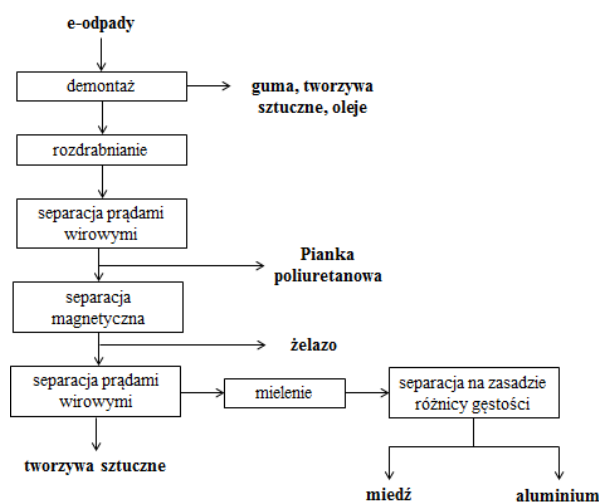 e-odpady
demontaż
guma, tworzywa
sztuczne, oleje
rozdrabnianie
separacja prądami
wirowymi
Pianka
poliuretanowa
separacja
magnetyczna
żelazo
separacja prądami
wirowymi
mielenie
separacja na zasadzie
różnicy gęstości
tworzywa sztuczne
miedź
aluminium